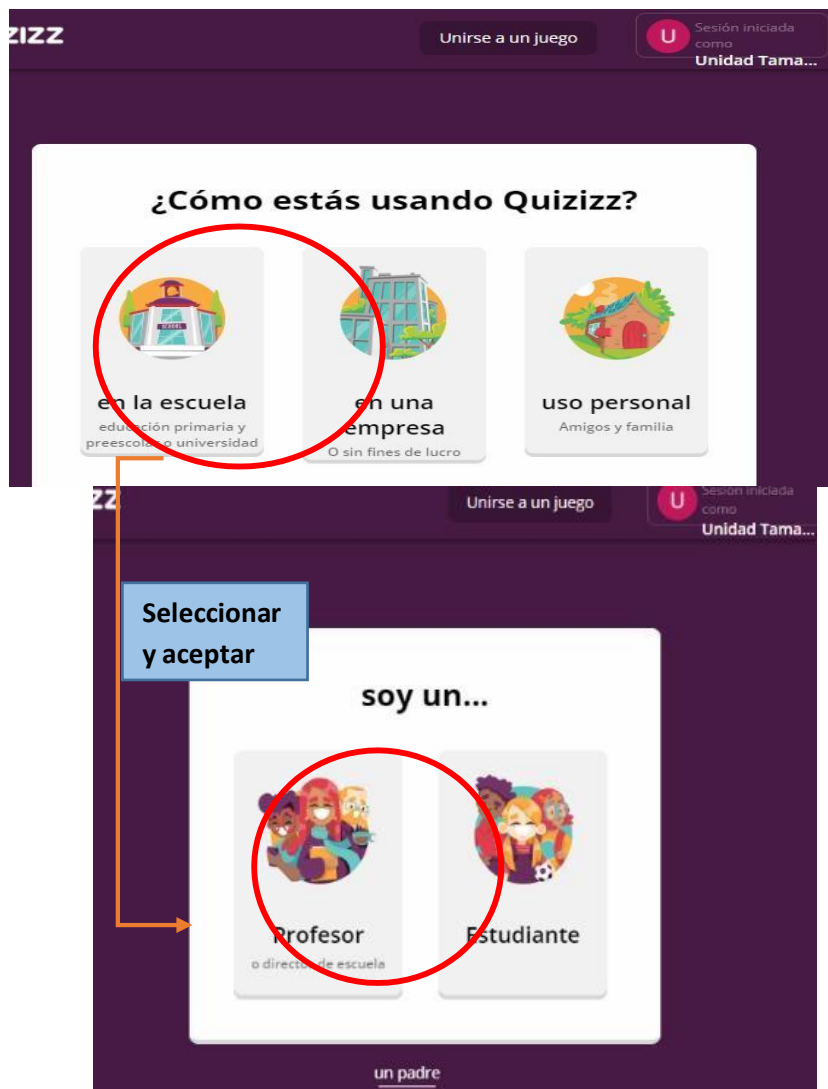 ZIZZ
Unirse a un juego
U
Sesión iniciada
como
Unidad Tama...
¿Cómo estás usando Quizizz?
SCHOOL
en la escuela
educación primaria y
preescolar o universidad
en una
empresa
O sin fines de lucro
uso personal
Amigos y familia
ZZ
Unirse a un juego
U
Sesión iniciada
como
Unidad Tama...
Seleccionar
y aceptar
soy un...
Profesor
o director de escuela
Estudiante
un padre